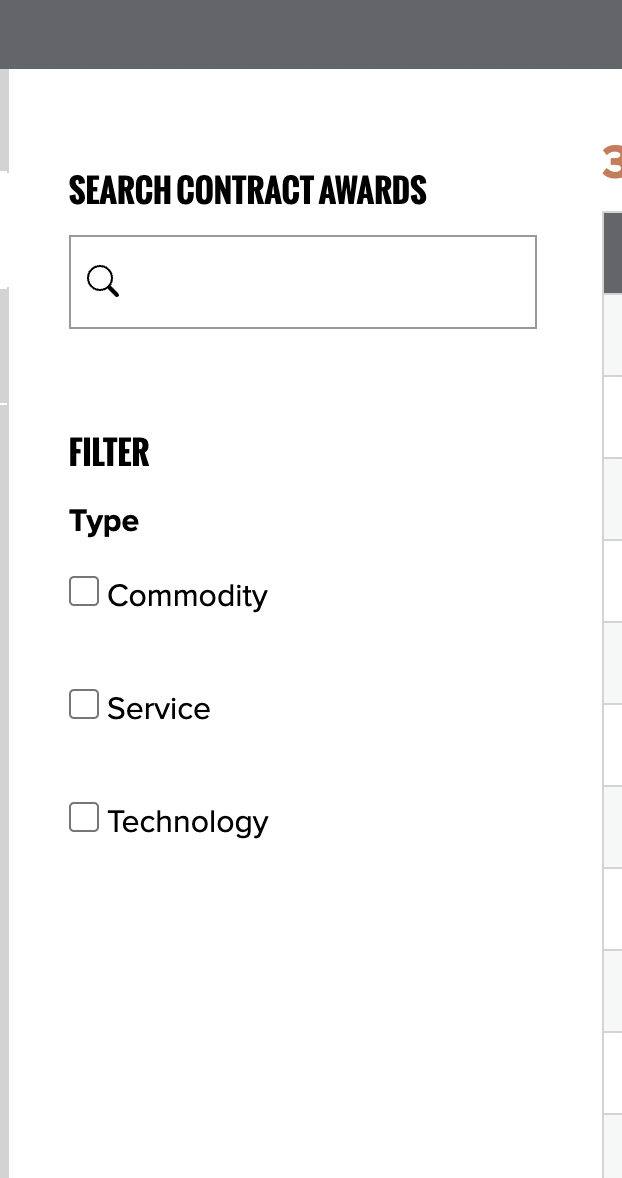 SEARCH CONTRACT AWARDS
FILTER
Type
Commodity
Service
Technology